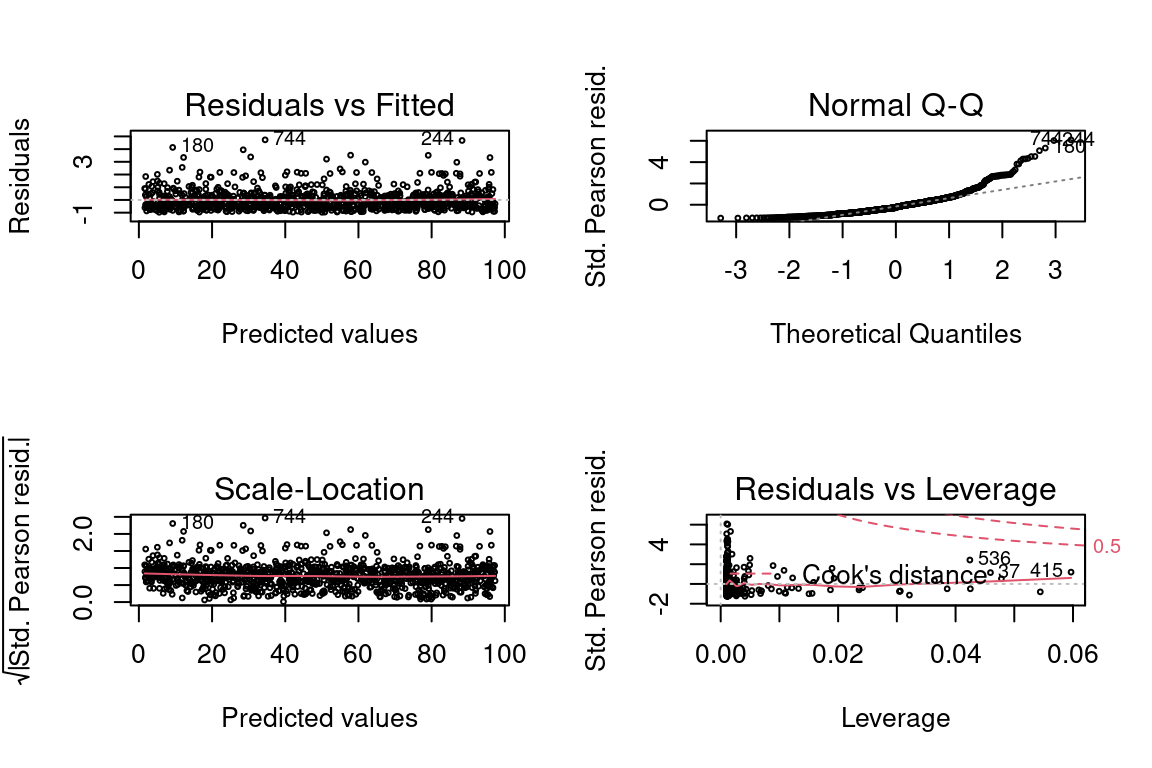 Residuals vs Fitted
Residuals
-1 3
180
744
244
0 20 40 60 80 100
Predicted values
Normal Q-Q
Std. Pearson resid.
0 4
744
244
180
-3 -2 -1 0 1 2 3
Theoretical Quantiles
Scale-Location
√|Std. Pearson resid.|
0.0 2.0
180
744
244
0 20 40 60 80 100
Predicted values
Residuals vs Leverage
Std. Pearson resid.
-2 4
Cook's distance
536
37
415
0.5
0.00 0.02 0.04 0.06
Leverage